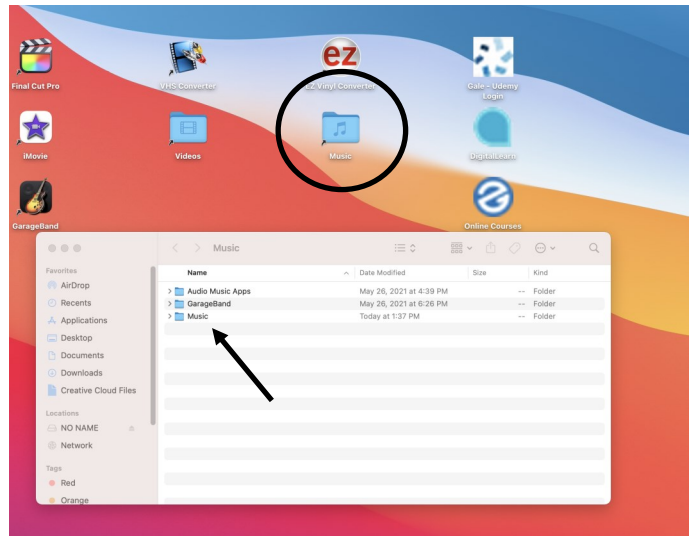 ez
Final Cut Pro
VHS Converter
EZ Vinyl Converter
Gale - Udemy
Login
iMovie
Videos
Music
DigitalLearn
GarageBand
Online Courses
Music
Favorites
AirDrop
Recents
Applications
Desktop
Documents
Downloads
Creative Cloud Files
Locations
NO NAME
Network
Tags
Red
Orange
Name Date Modified Size Kind
Audio Music Apps May 26, 2021 at 4:39 PM -- Folder
GarageBand May 26, 2021 at 6:26 PM -- Folder
Music Today at 1:37 PM -- Folder